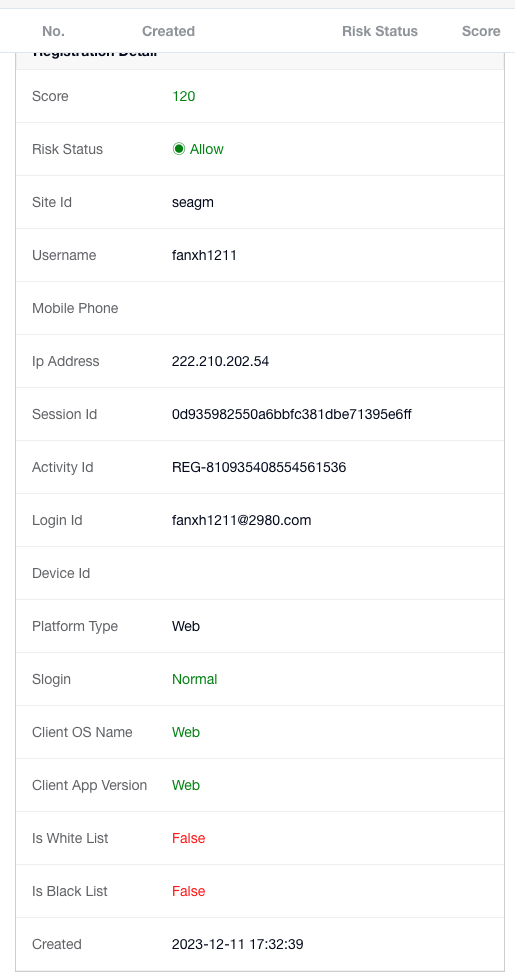 No. Created Risk Status Score
Registration Detail
Score 120
Risk Status Allow
Site Id seagm
Username fanxh1211
Mobile Phone
Ip Address 222.210.202.54
Session Id 0d935982550a6bbfc381dbe71395e6ff
Activity Id REG-810935408554561536
Login Id fanxh1211@2980.com
Device Id
Platform Type Web
Slogin Normal
Client OS Name Web
Client App Version Web
Is White List False
Is Black List False
Created 2023-12-11 17:32:39